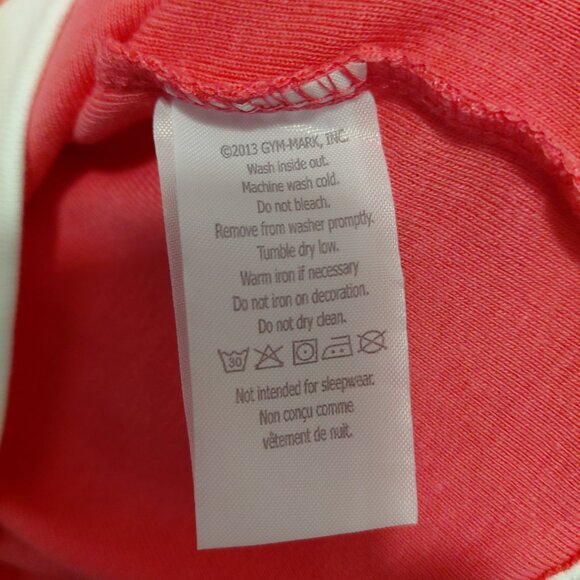 ©2013 GYM-MARK, INC.
Wash inside out.
Machine wash cold.
Do not bleach.
Remove from washer promptly.
Tumble dry low.
Warm iron if necessary
Do not iron on decoration.
Do not dry clean.
30
Not intended for sleepwear.
Non conçu comme
vêtement de nuit.